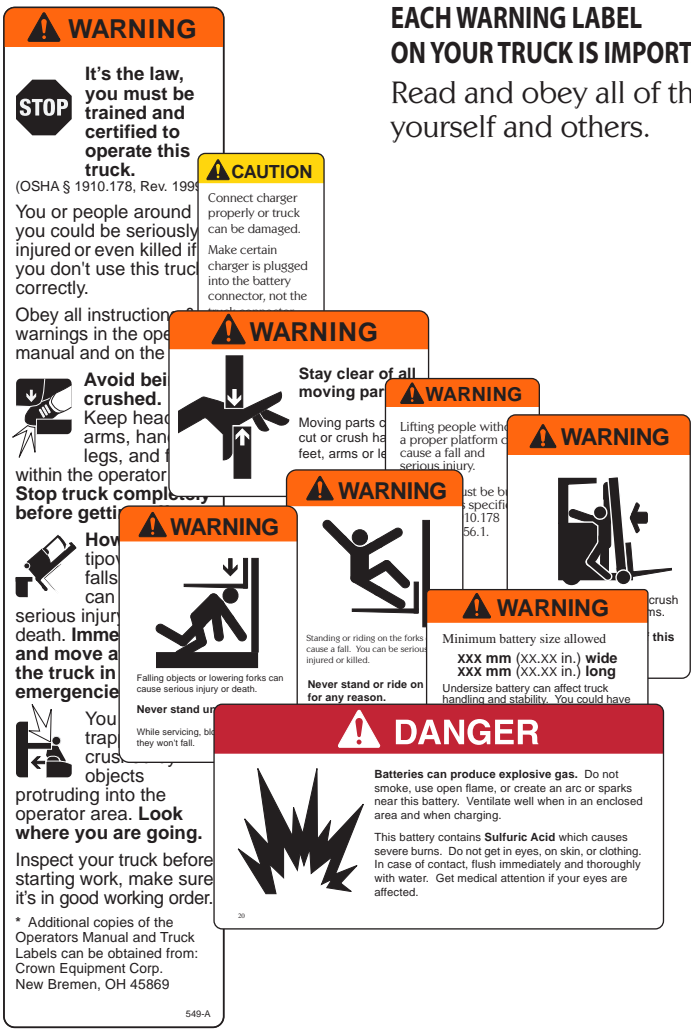 EACH WARNING LABEL
ON YOUR TRUCK IS IMPORT
Read and obey all of th
yourself and others.
WARNING
STOP
It's the law,
you must be
trained and
certified to
operate this
truck.
(OSHA § 1910.178, Rev. 1999
You or people around
you could be seriously
injured or even killed if
you don't use this truck
correctly.
Obey all instructions &
warnings in the ope
manual and on the
Avoid bei
crushed.
Keep head
arms, han
legs, and f
within the operator
Stop truck completely
before getti
How
tipov
falls
can
serious injury
death. Imme
and move a
the truck in
emergencie
You
trap
crus
objects
protruding into the
operator area. Look
where you are going.
Inspect your truck before
starting work, make sure
it's in good working order.
* Additional copies of the
Operators Manual and Truck
Labels can be obtained from:
Crown Equipment Corp.
New Bremen, OH 45869
549-A
CAUTION
Connect charger
properly or truck
can be damaged.
Make certain
charger is plugged
into the battery
connector, not the
truck connector
WARNING
Stay clear of all
moving par
Moving parts c
cut or crush ha
feet, arms or le
WARNING
Lifting people witho
a proper platform c
cause a fall and
serious injury.
ust be bu
s specific
10.178
56.1.
WARNING
crush
ms.
f this
WARNING
Standing or riding on the forks
cause a fall. You can be serious
injured or killed.
Never stand or ride on
for any reason.
WARNING
Falling objects or lowering forks can
cause serious injury or death.
Never stand un
While servicing, blo
they won't fall.
WARNING
Minimum battery size allowed
XXX mm (XX.XX in.) wide
XXX mm (XX.XX in.) long
Undersize battery can affect truck
handling and stability. You could have
DANGER
Batteries can produce explosive gas. Do not
smoke, use open flame, or create an arc or sparks
near this battery. Ventilate well when in an enclosed
area and when charging.
This battery contains Sulfuric Acid which causes
severe burns. Do not get in eyes, on skin, or clothing.
In case of contact, flush immediately and thoroughly
with water. Get medical attention if your eyes are
affected.
20